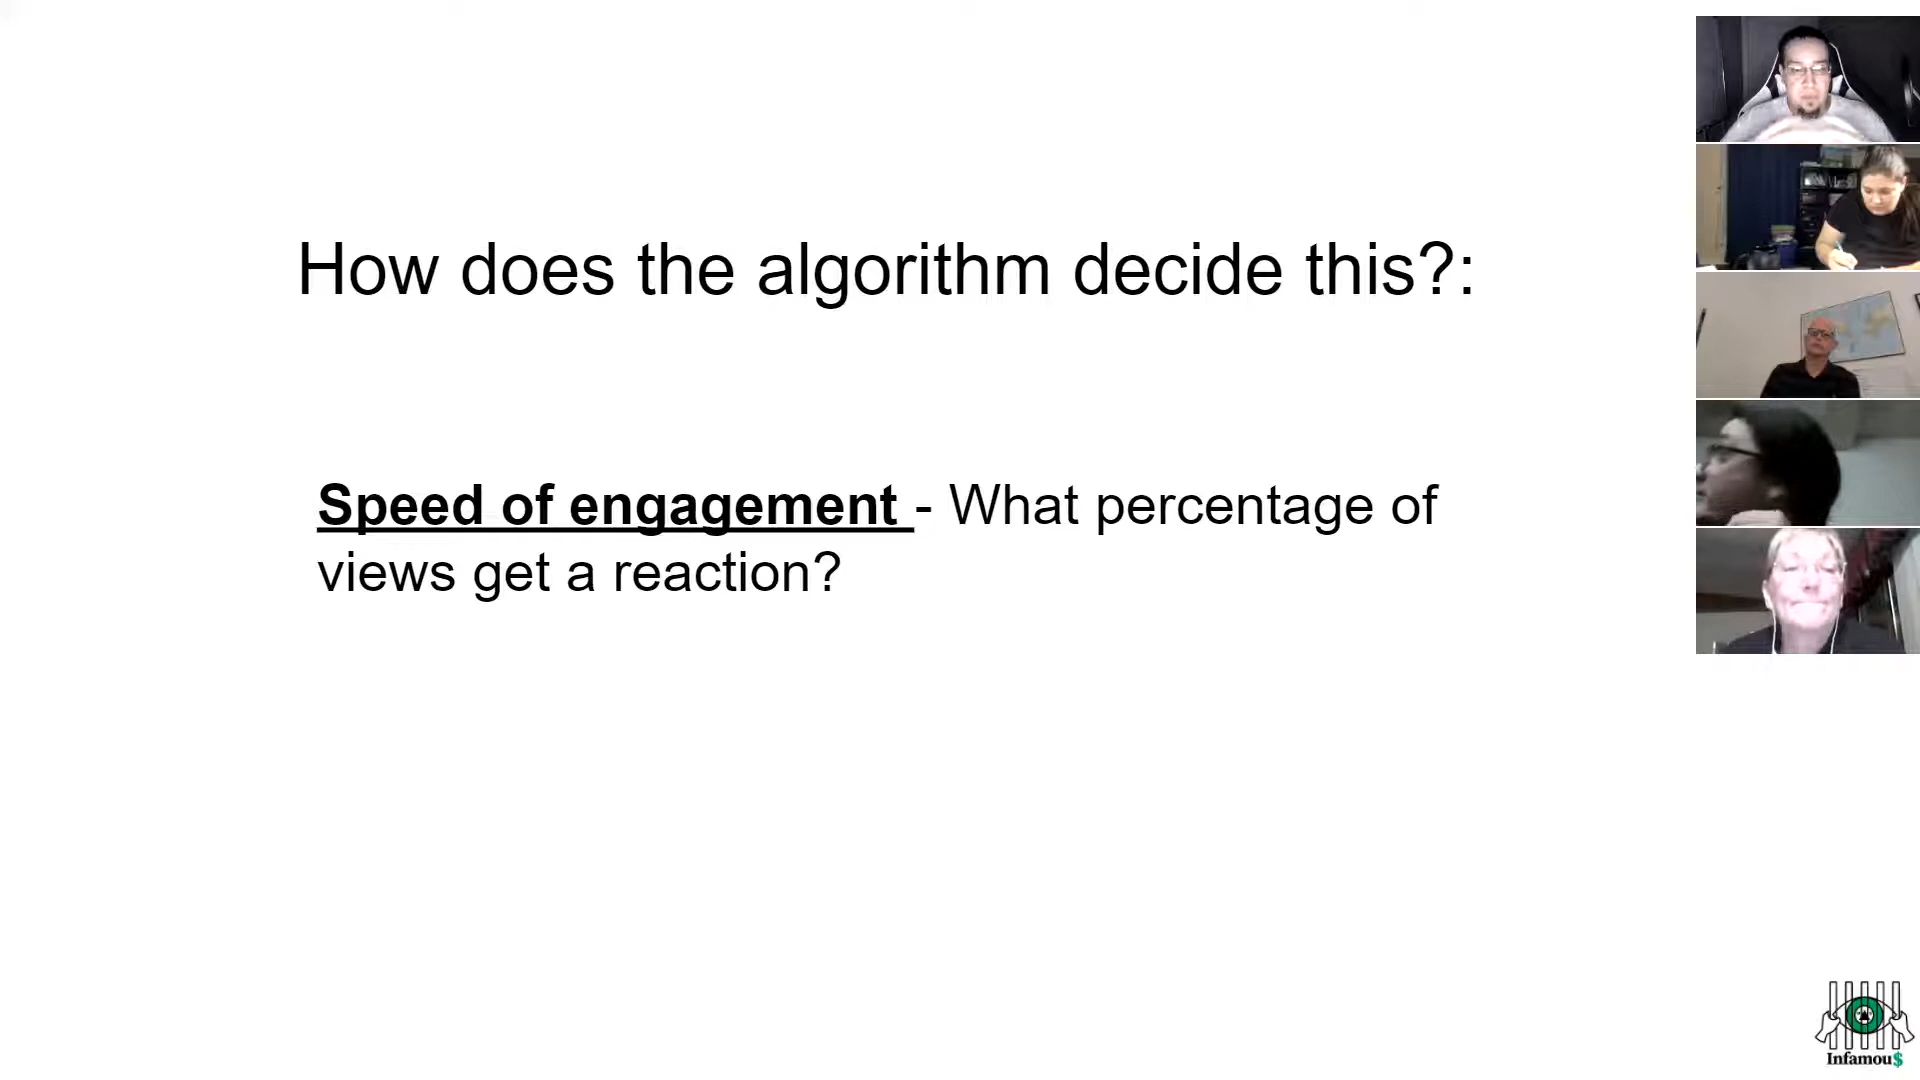 How does the algorithm decide this?:
Speed of engagement - What percentage of
views get a reaction?
Infamou$